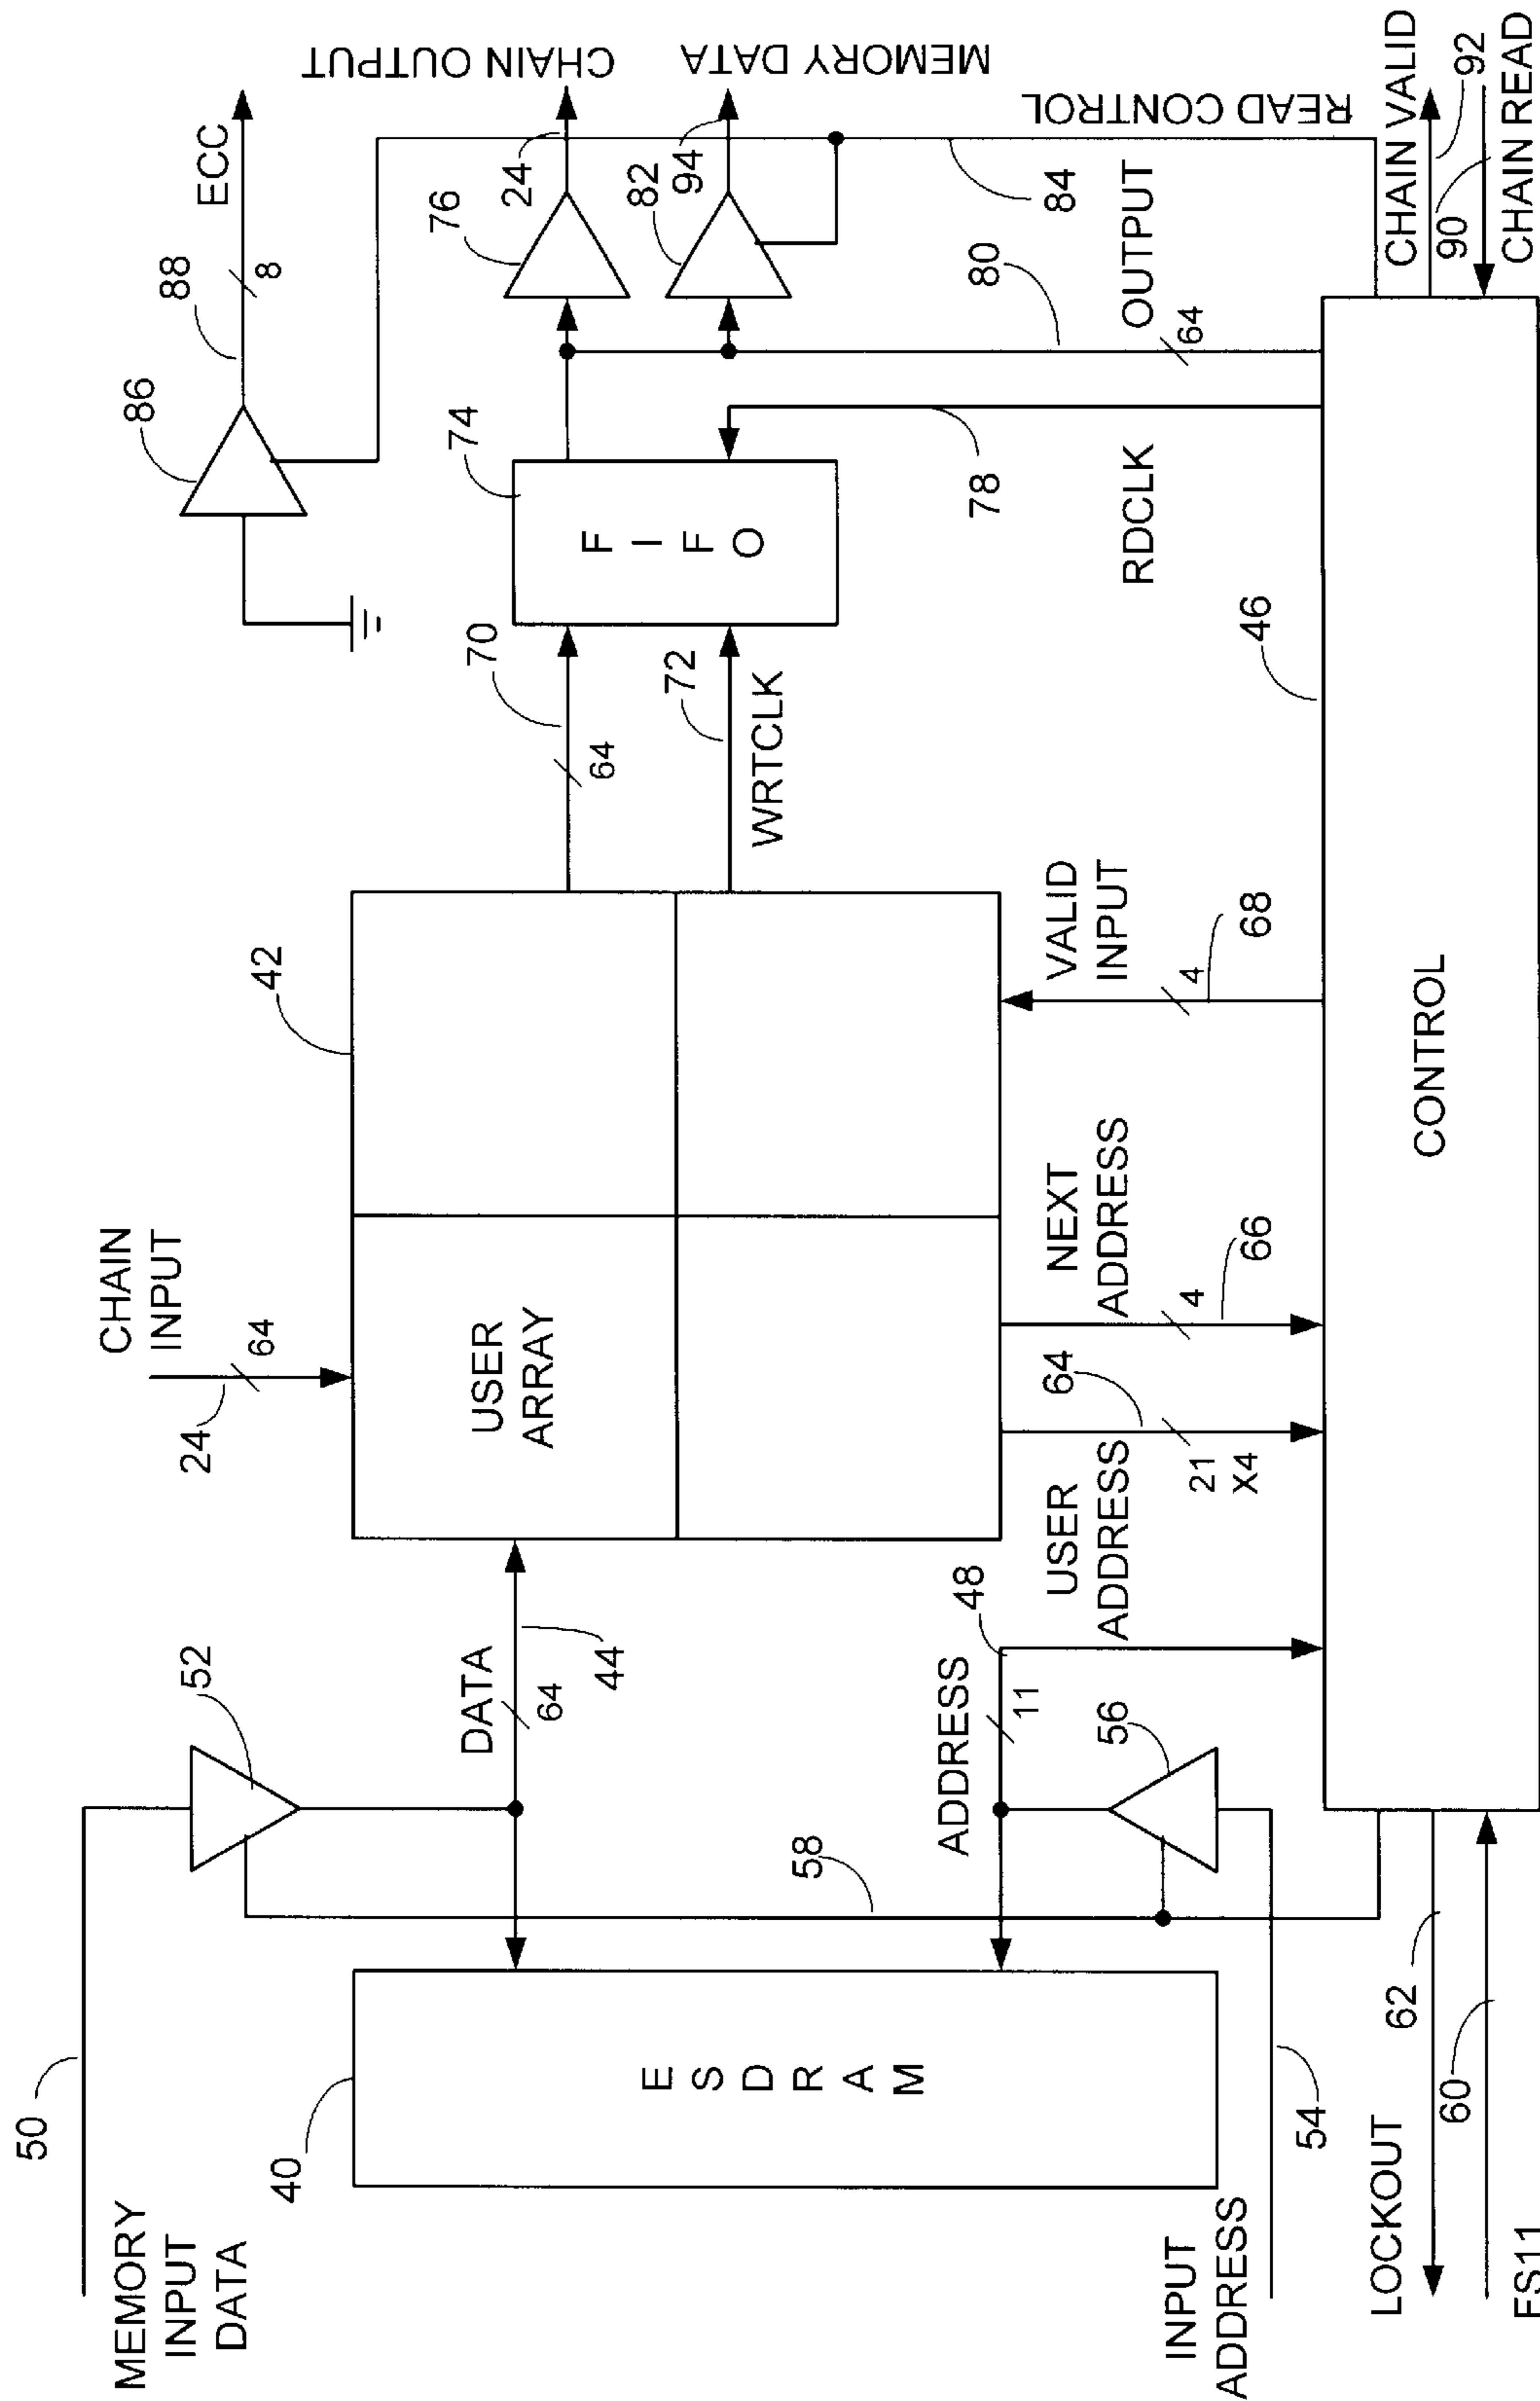 50
MEMORY
INPUT
DATA
52
CHAIN
INPUT
24
64
42
86
88
ECC
8
40
E
S
D
R
A
M
DATA
64
44
USER
ARRAY
70
64
72
WRTCLK
74
F
I
F
O
76
24
CHAIN OUTPUT
82
94
MEMORY DATA
READ CONTROL
84
58
ADDRESS
48
11
56
INPUT
ADDRESS
54
USER
ADDRESS
64
21
X4
NEXT
ADDRESS
4
66
VALID
INPUT
4
68
78
RDCLK
80
OUTPUT
64
46
CONTROL
LOCKOUT
62
60
CHAIN VALID
92
90
CHAIN READ